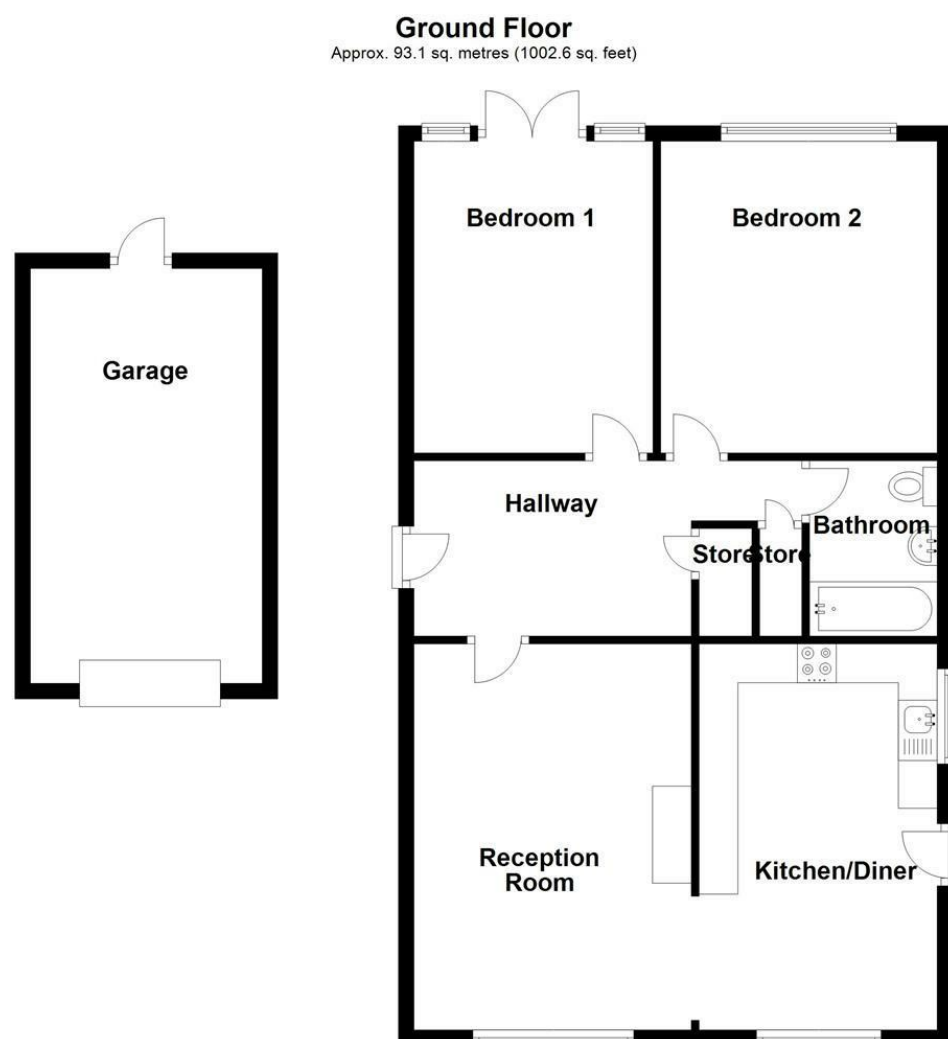 Ground Floor
Approx. 93.1 sq. metres (1002.6 sq. feet)
Bedroom 1
Bedroom 2
Garage
Hallway
Bathroom
Store
Store
Reception
Room
Kitchen/Diner